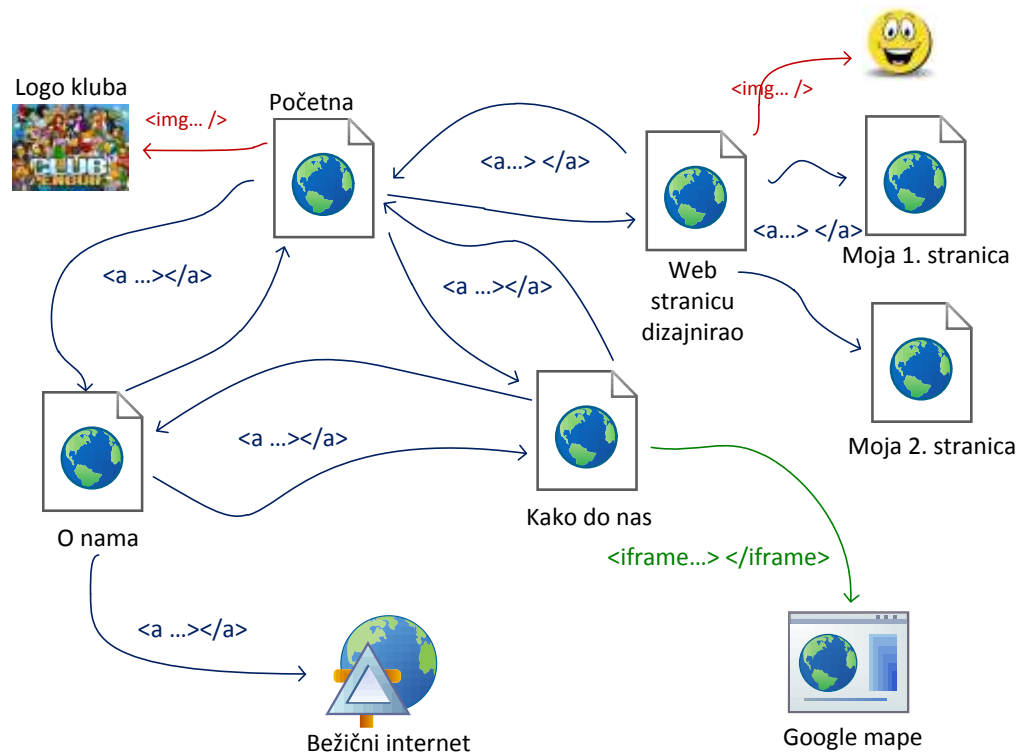 Logo kluba
<img... />
CLUB
Početna
<img... />
<a...> </a>
<a...> </a>
Moja 1. stranica
Web
stranicu
dizajnirao
<a ...></a>
<a ...></a>
<a ...></a>
Moja 2. stranica
Kako do nas
O nama
<iframe...> </iframe>
<a ...></a>
Bežični internet
Google mape